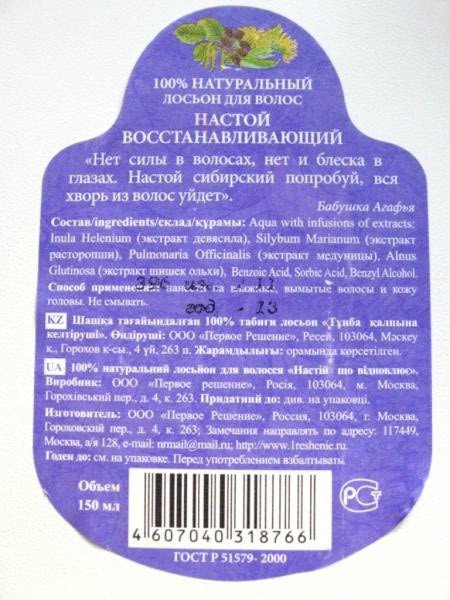 100% НАТУРАЛЬНЫЙ
ЛОСЬОН ДЛЯ ВОЛОС
НАСТОЙ
ВОССТАНАВЛИВАЮЩИЙ
«Нет силы в волосах, нет и блеска в
глазах. Настой сибирский попробуй, вся
хворь из волос уйдет».
Бабушка Агафья
Состав/ingredients/склад/құрамы: Aqua with infusions of extracts:
Inula Helenium (экстракт девясила), Silybum Marianum (экстракт
расторопши), Pulmonaria Officinalis (экстракт медуницы), Alnus
Glutinosa (экстракт шишек ольхи), Benzoic Acid, Sorbic Acid, Benzyl Alcohol.
Способ применения: нанести на влажные, вымытые волосы и кожу
головы. Не смывать.
11
13
KZ Шашқа тағайындалған 100% табиғи лосьон «Тұнба қалпына
келтіруші». Өндіруші: ООО «Первое Решение», Ресей, 103064, Мәскеу
к., Горохов к-сы., 4 үй, 263 п. Жарамдылығы: орамында көрсетілген.
UA 100% натуральний лосьйон для волосся «Настій що відновлює».
Виробник: ООО «Первое решение», Росія, 103064, м. Москва,
Горохівський пер., д. 4, к. 263. Придатний до: див. на упаковці.
Изготовитель: ООО «Первое Решение», Россия, 103064, г. Москва,
Гороховский пер., д. 4, к. 263; Замечания направлять по адресу: 117449,
Москва, а/я 128, e-mail: nrmail@mail.ru; http://www.1reshenie.ru.
Годен до: см. на упаковке. Перед употреблением взбалтывать.
Объем
150 мл
4 607040 318766
РСТ
ГОСТ Р 51579- 2000